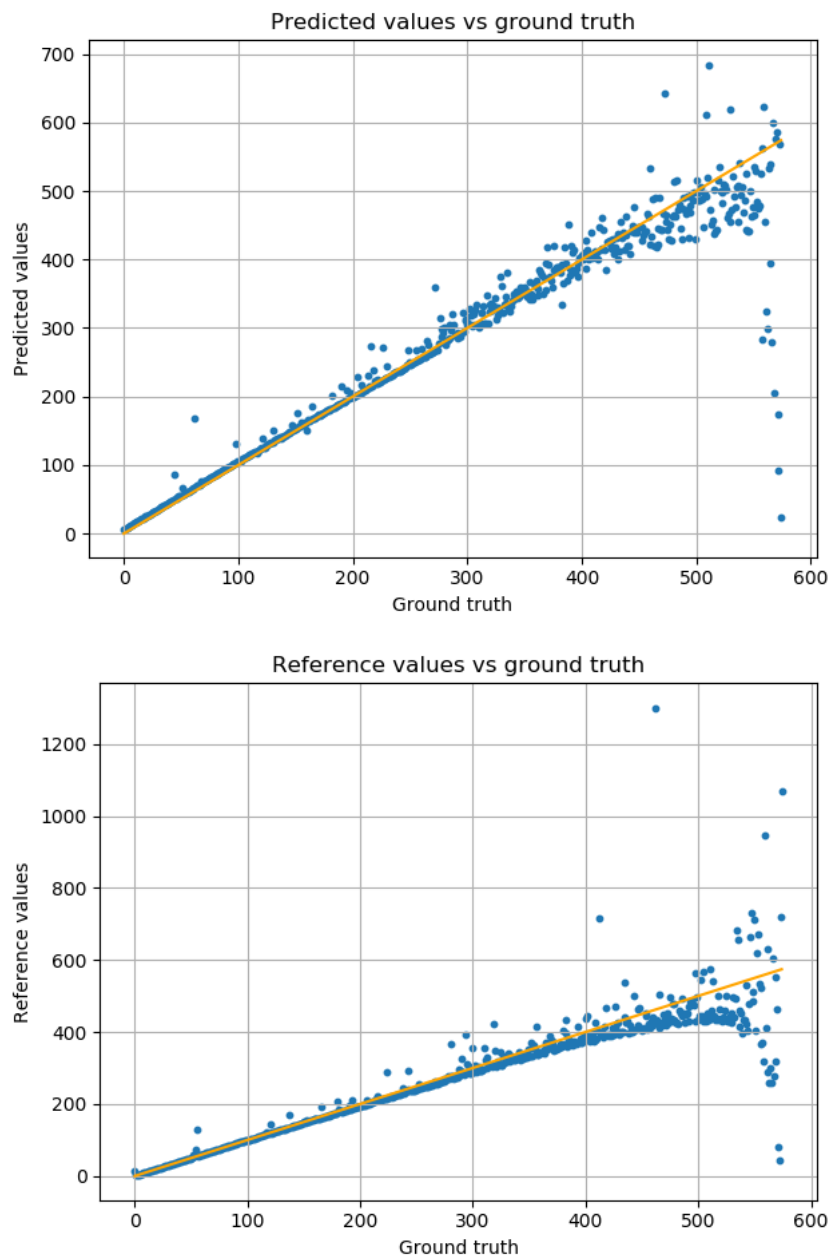 Predicted values vs ground truth
700
600
500
400
300
200
100
0
Predicted values
0 100 200 300 400 500 600
Ground truth
Reference values vs ground truth
1200
1000
800
600
400
200
0
Reference values
0 100 200 300 400 500 600
Ground truth